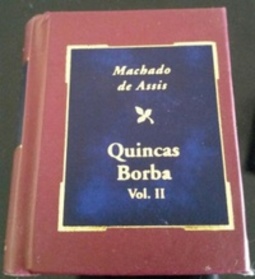 Machado
de Assis
Quincas
Borba
Vol. II